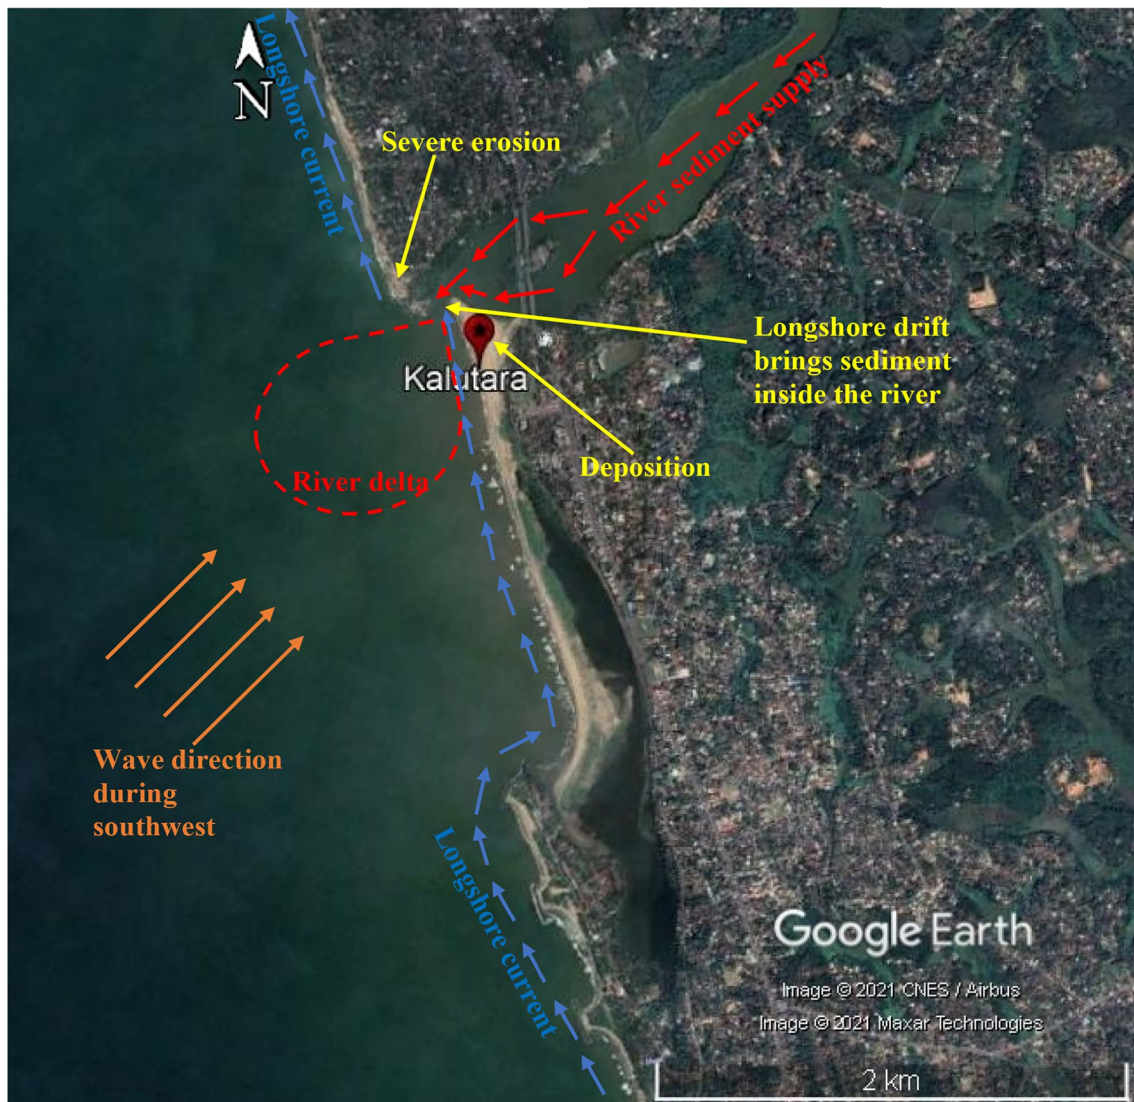 Longshore current
N
River sediment supply
Severe erosion
Longshore drift
brings sediment
inside the river
Kalutara
Deposition
River delta
Wave direction
during
southwest
Longshore current
Google Earth
Image © 2021 CNES / Airbus
Image © 2021 Maxar Technologies
2 km